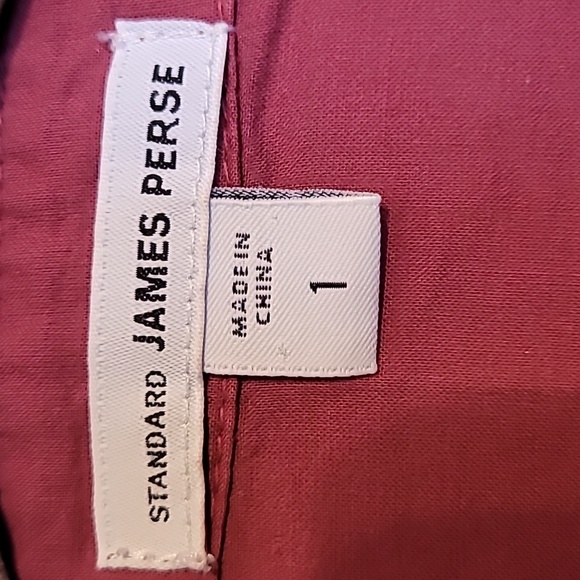 STANDARD JAMES PERSE
MADE IN
CHINA
1